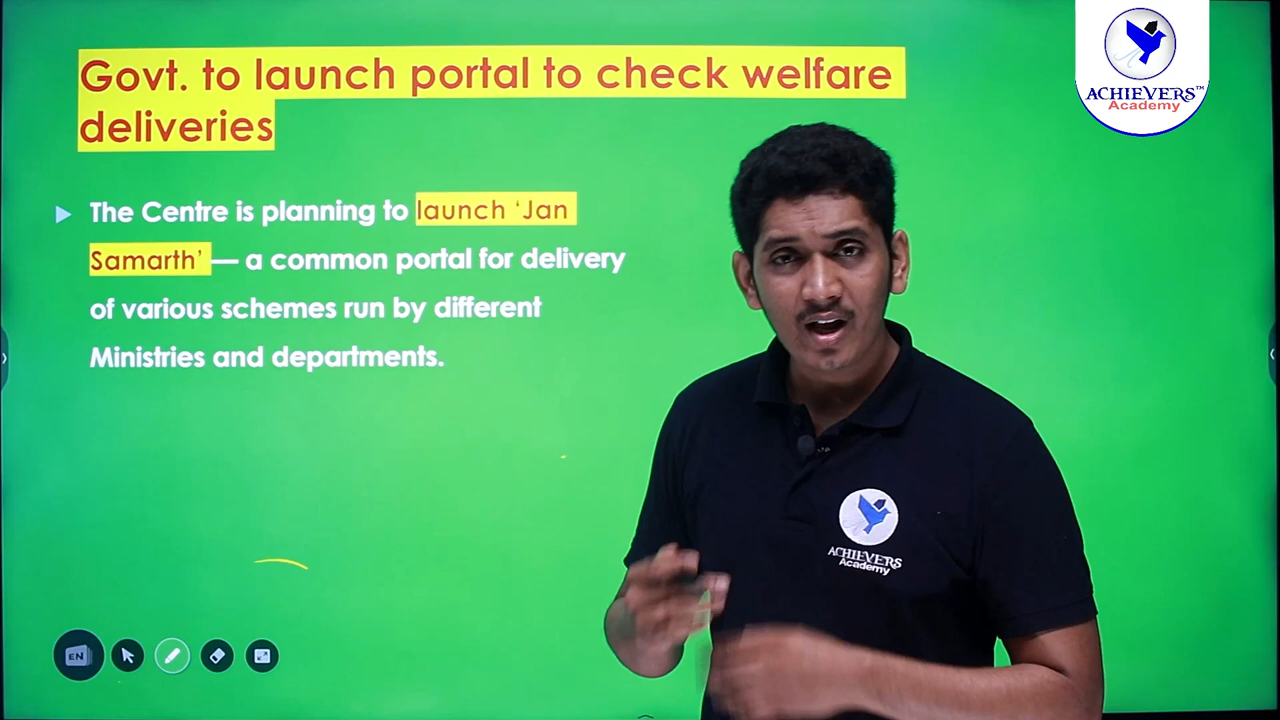 Govt. to launch portal to check welfare
deliveries
The Centre is planning to launch ‘Jan
Samarth’ — a common portal for delivery
of various schemes run by different
Ministries and departments.
ACHIEVERS™
Academy
ACHIEVERS
Academy
EN